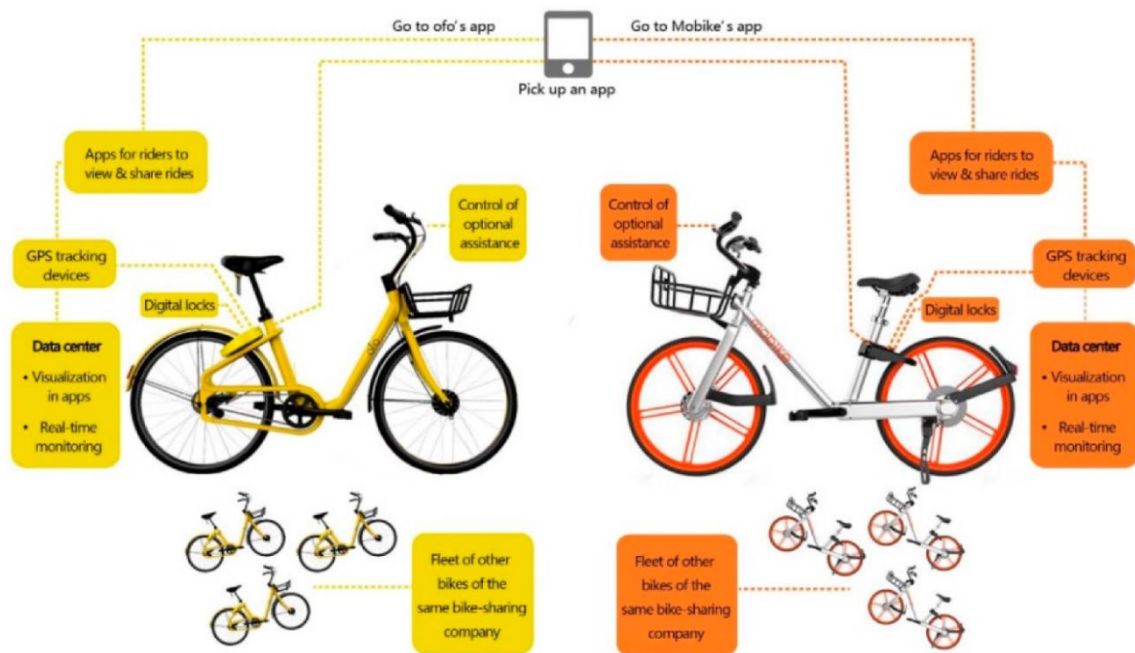 Go to ofo's app
Go to Mobike's app
Pick up an app
Apps for riders to
view & share rides
Apps for riders to
view & share rides
Control of
optional
assistance
Control of
optional
assistance
GPS tracking
devices
GPS tracking
devices
Digital locks
Digital locks
Data center
• Visualization
in apps
• Real-time
monitoring
Data center
• Visualization
in apps
• Real-time
monitoring
ofo
mobike
Fleet of other
bikes of the
same bike-sharing
company
Fleet of other
bikes of the
same bike-sharing
company